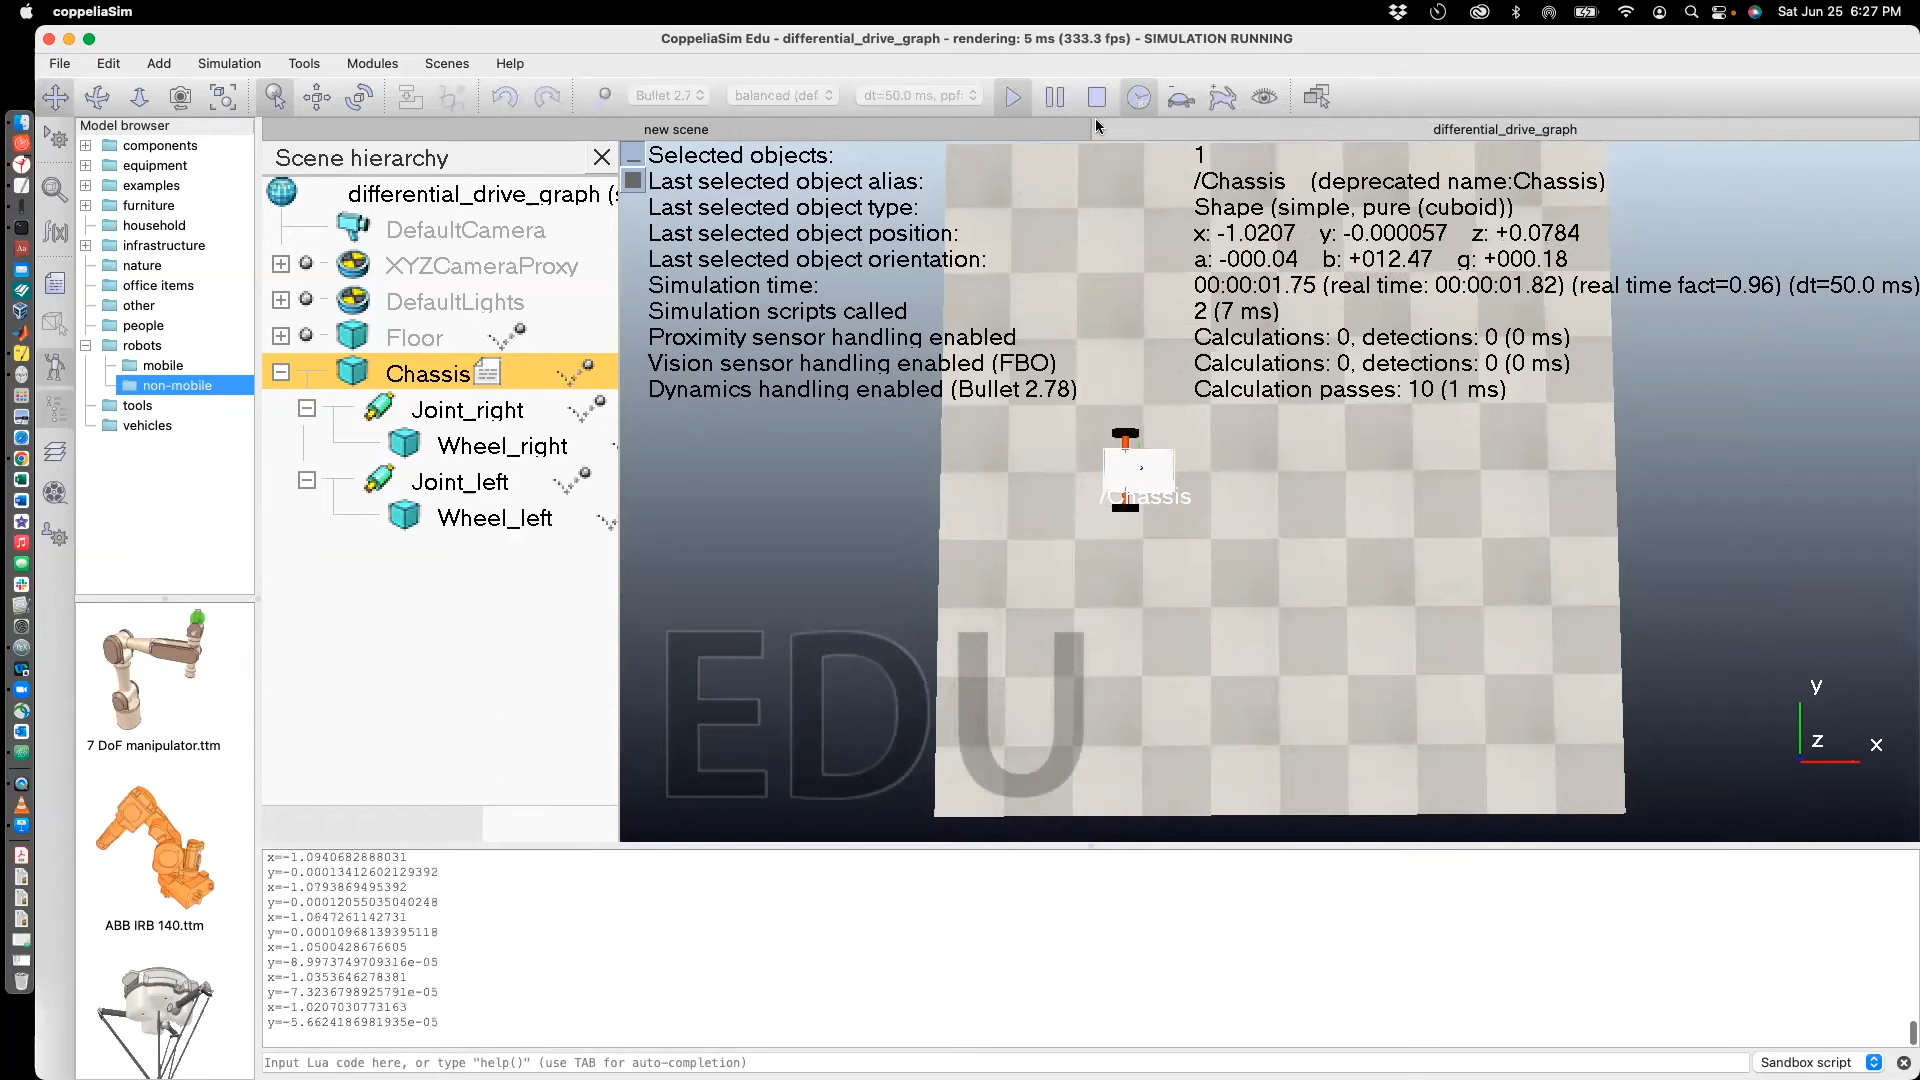 coppeliaSim
Sat Jun 25 6:27 PM
CoppeliaSim Edu - differential_drive_graph - rendering: 5 ms (333.3 fps) - SIMULATION RUNNING
File Edit Add Simulation Tools Modules Scenes Help
Bullet 2.7 balanced (def dt=50.0 ms, ppf:
Model browser
components
equipment
examples
furniture
household
infrastructure
nature
office items
other
people
robots
mobile
non-mobile
tools
vehicles
7 DoF manipulator.ttm
ABB IRB 140.ttm
new scene
differential_drive_graph
Scene hierarchy
differential_drive_graph (s
DefaultCamera
XYZCameraProxy
DefaultLights
Floor
Chassis
Joint_right
Wheel_right
Joint_left
Wheel_left
Selected objects: 1
Last selected object alias: /Chassis (deprecated name:Chassis)
Last selected object type: Shape (simple, pure (cuboid))
Last selected object position: x: -1.0207 y: -0.000057 z: +0.0784
Last selected object orientation: a: -000.04 b: +012.47 g: +000.18
Simulation time: 00:00:01.75 (real time: 00:00:01.82) (real time fact=0.96) (dt=50.0 ms)
Simulation scripts called 2 (7 ms)
Proximity sensor handling enabled Calculations: 0, detections: 0 (0 ms)
Vision sensor handling enabled (FBO) Calculations: 0, detections: 0 (0 ms)
Dynamics handling enabled (Bullet 2.78) Calculation passes: 10 (1 ms)
/Chassis
EDU
y
z x
x=-1.0940682888031
y=-0.00013412602129392
x=-1.0793869495392
y=-0.00012055035040248
x=-1.0647261142731
y=-0.00010968139395118
x=-1.0500428676605
y=-8.9973749709316e-05
x=-1.0353646278381
y=-7.3236798925791e-05
x=-1.0207030773163
y=-5.6624186981935e-05
Input Lua code here, or type "help()" (use TAB for auto-completion)
Sandbox script